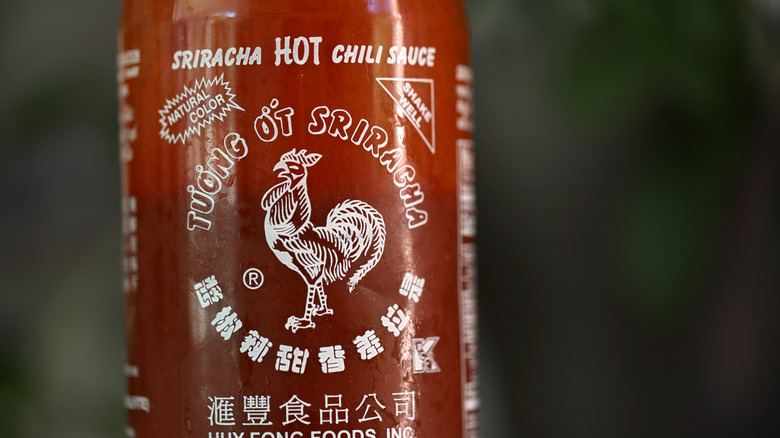 SRIRACHA HOT CHILI SAUCE
NATURAL
COLOR
SHAKE
WELL
TƯƠNG ỚT SRIRACHA
®
是拉差香甜辣椒醬
K
滙豐食品公司
HUY FONG FOODS, INC.